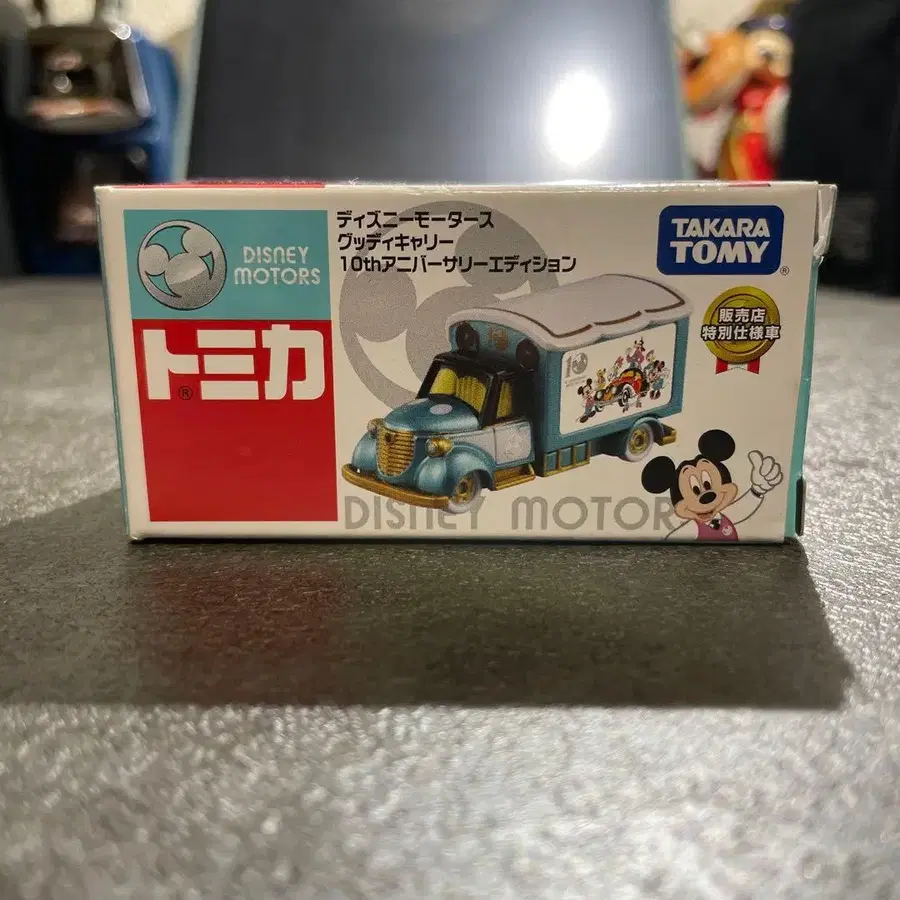 DISNEY
MOTORS
トミカ
®
ディズニーモータース
グッディキャリー
10thアニバーサリーエディション
TAKARA
TOMY
®
販売店
特別仕様車
10
DISNEY MOTOR